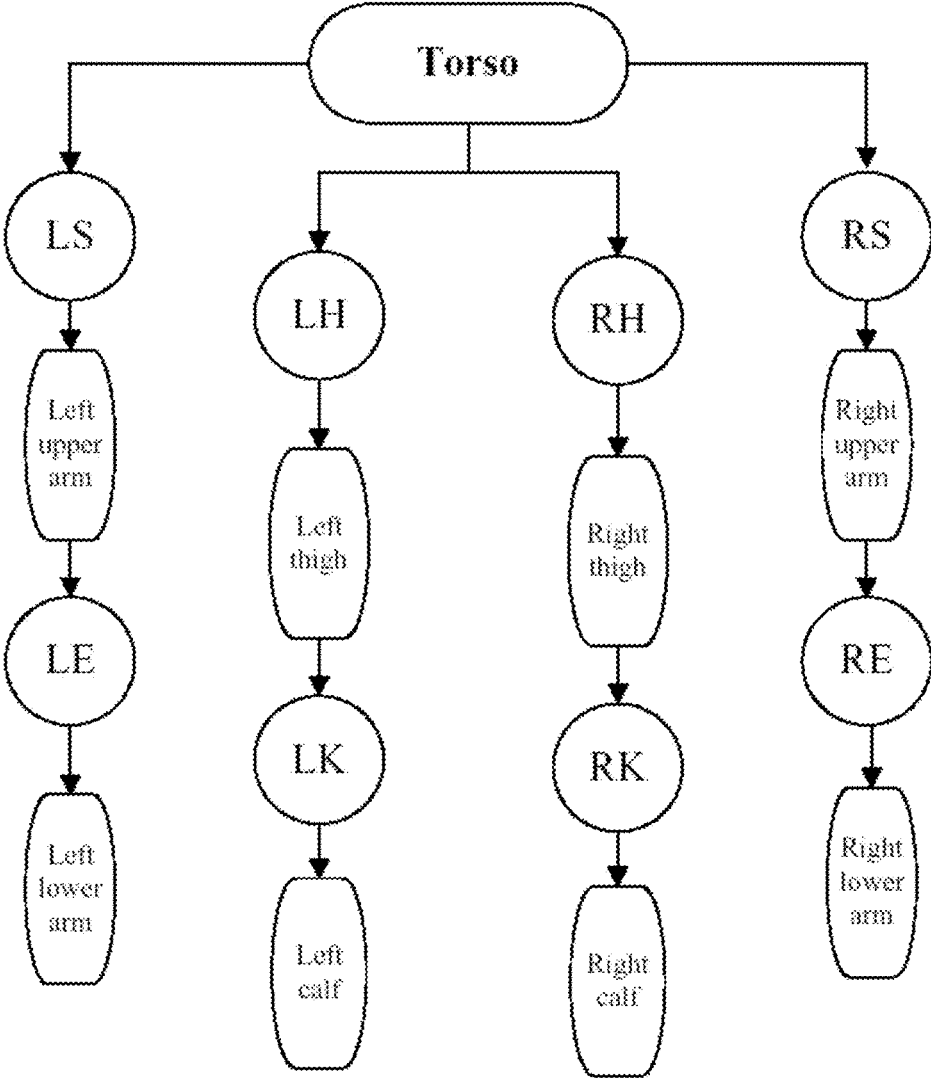 Torso
LS
RS
LH
RH
Left
upper
arm
Right
upper
arm
Left
thigh
Right
thigh
LE
RE
LK
RK
Left
lower
arm
Right
lower
arm
Left
calf
Right
calf